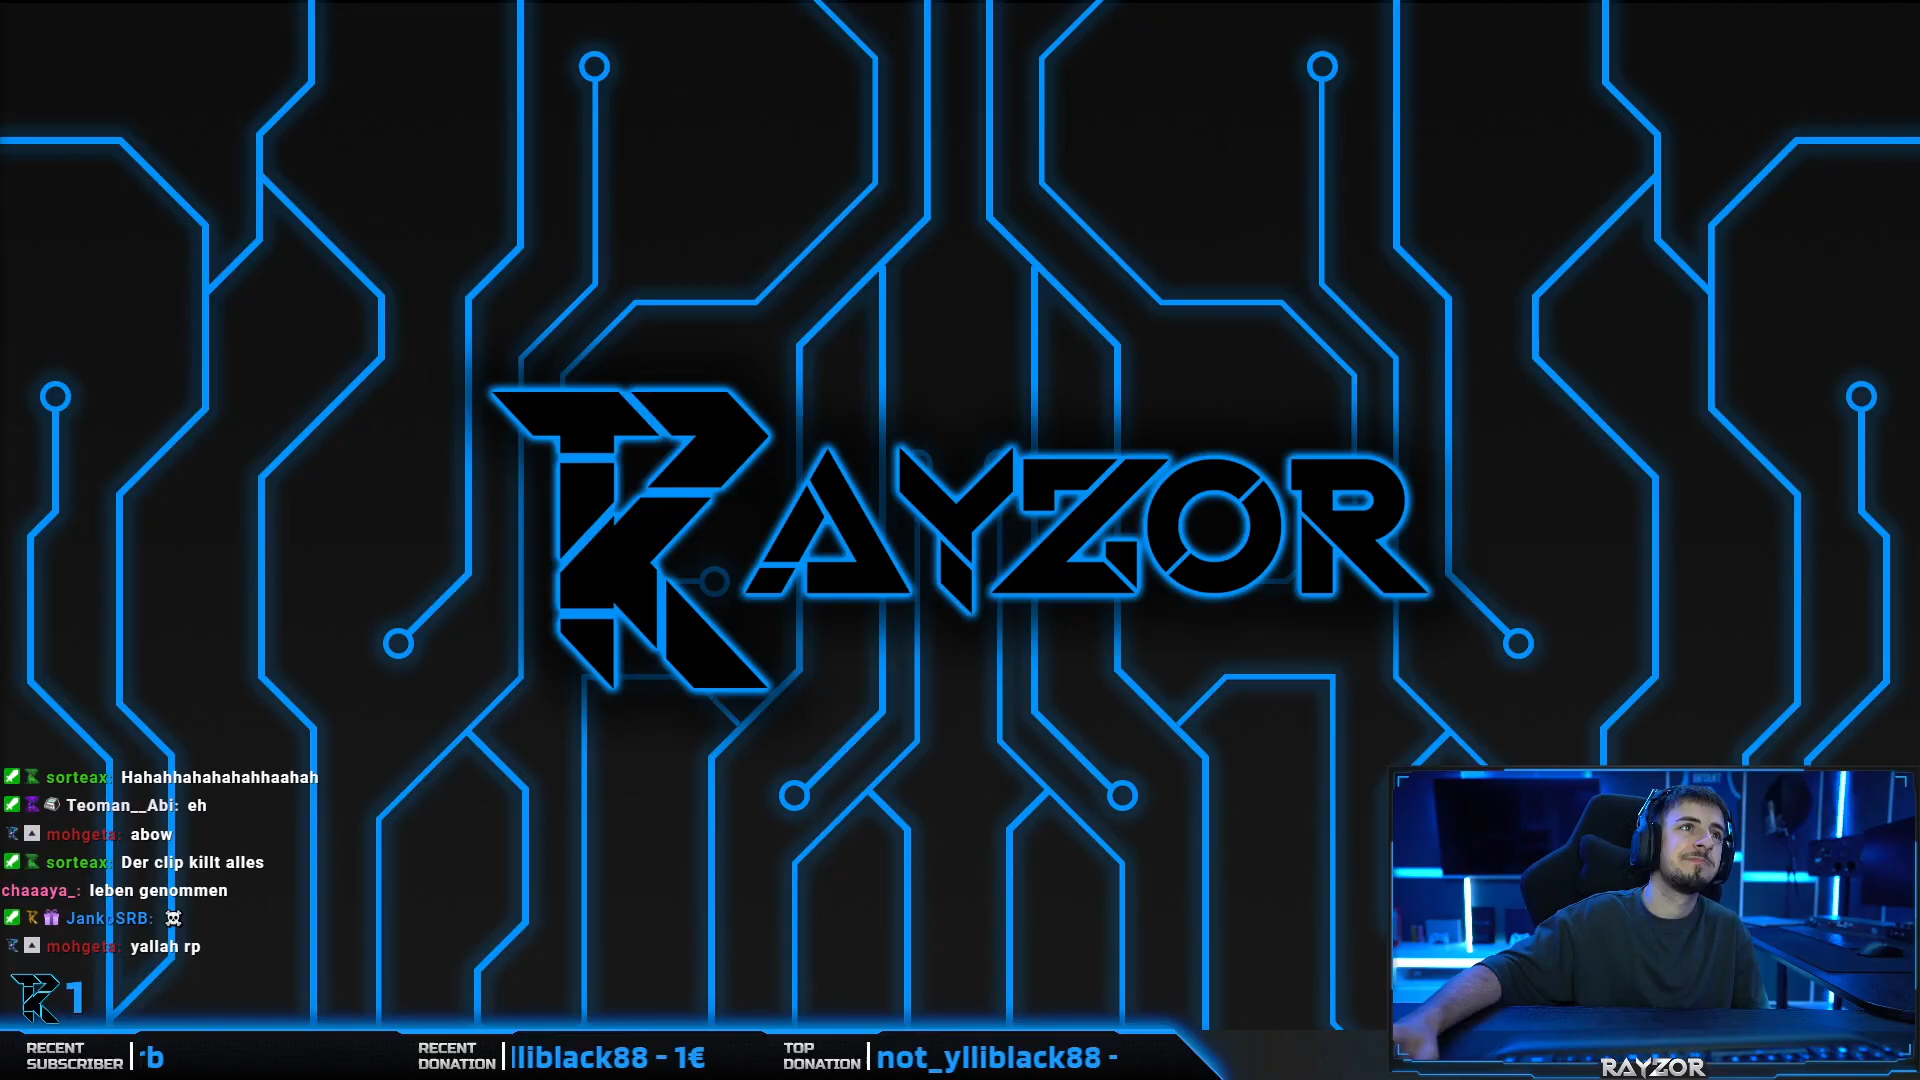 RAYZOR
sorteax: Hahahhahahahahhaahah
Teoman__Abi: eh
mohgeta: abow
sorteax: Der clip killt alles
chaaaya_: leben genommen
JankoSRB:
mohgeta: yallah rp
1
RECENT SUBSCRIBER rb
RECENT DONATION lliblack88 - 1€
TOP DONATION not_ylliblack88 -
RAYZOR